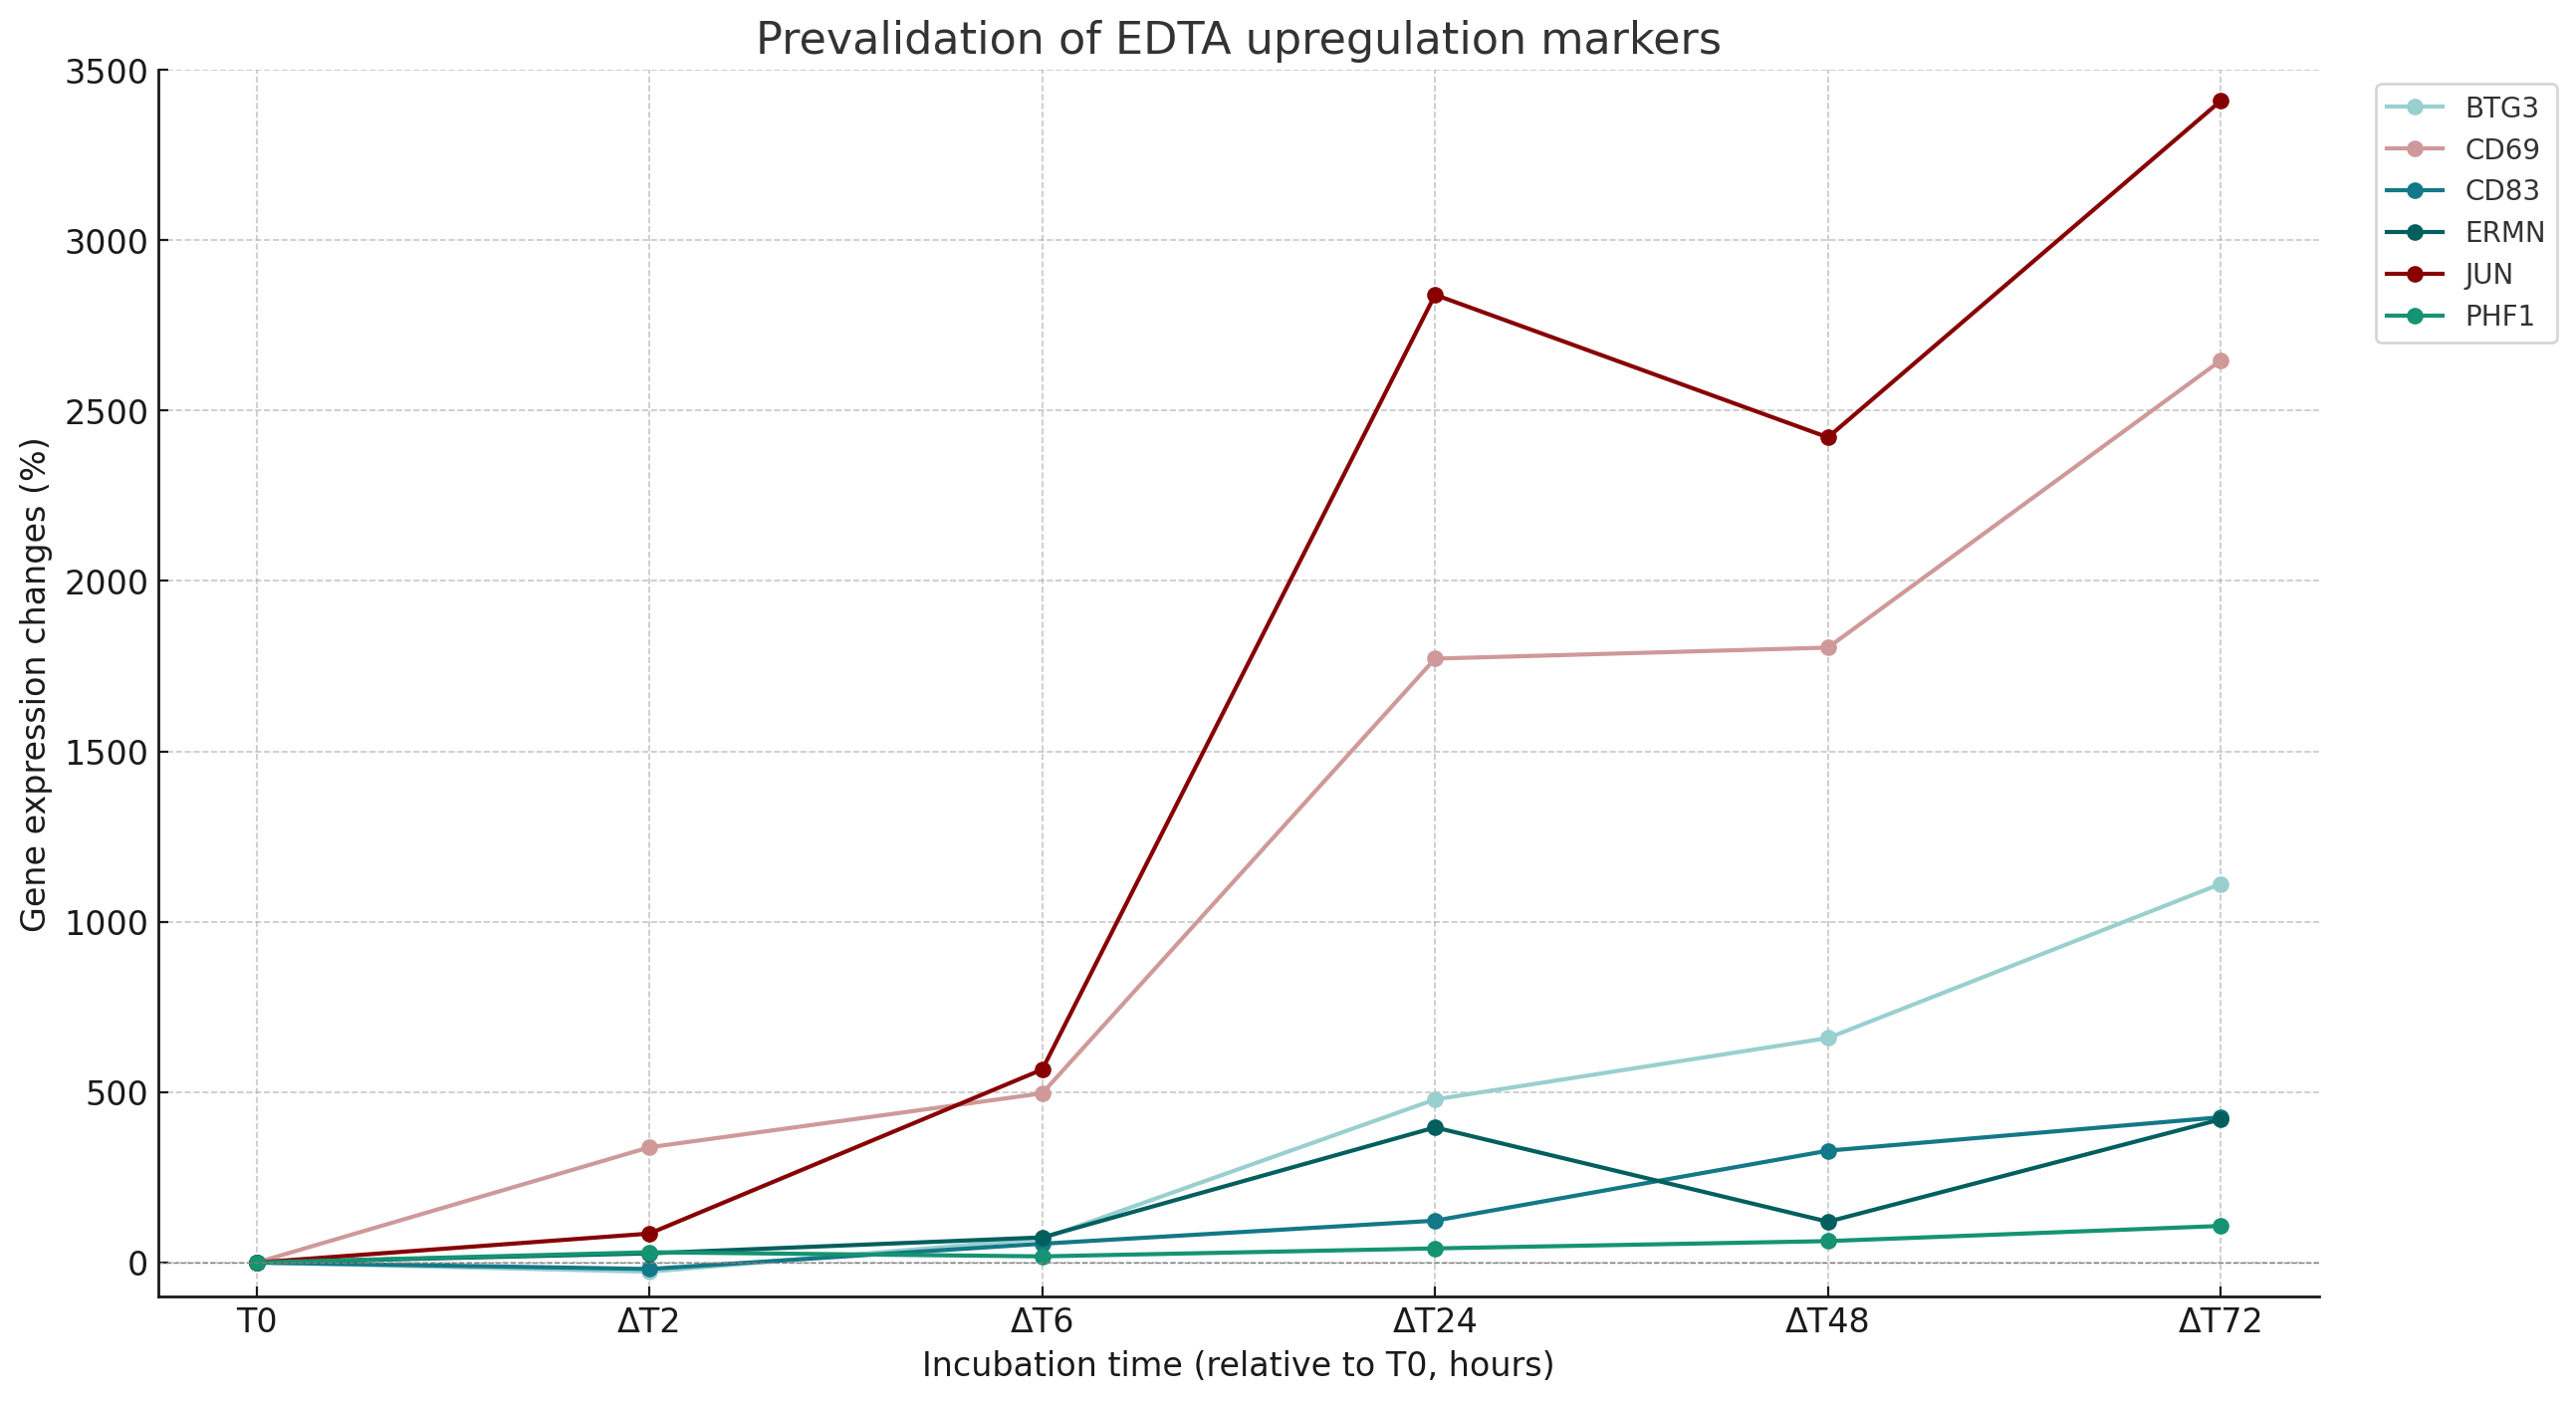 Prevalidation of EDTA upregulation markers
3500
3000
2500
2000
1500
1000
500
0
Gene expression changes (%)
T0 ΔT2 ΔT6 ΔT24 ΔT48 ΔT72
Incubation time (relative to T0, hours)
BTG3
CD69
CD83
ERMN
JUN
PHF1